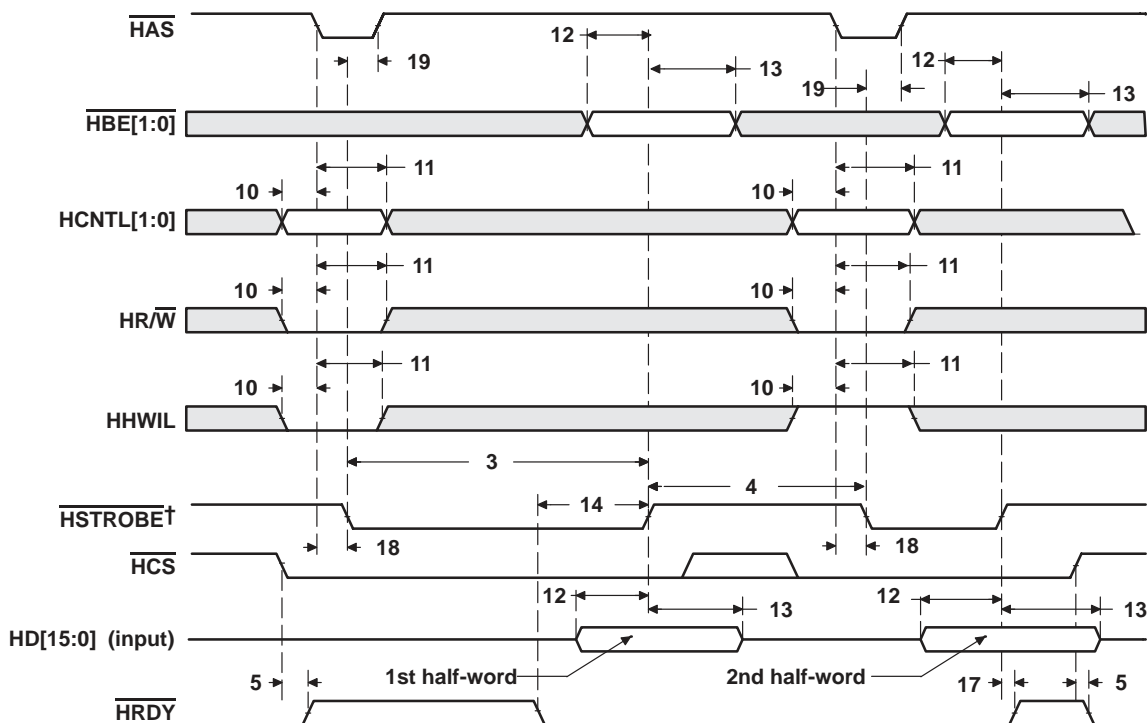 HAS
12
12
19
13
19
13
HBE[1:0]
11
11
10
10
HCNTL[1:0]
11
11
10
10
HR/W
11
11
10
10
HHWIL
3
4
14
HSTROBE†
18
18
HCS
12
12
13
13
HD[15:0] (input)
1st half-word
2nd half-word
5
17
5
HRDY